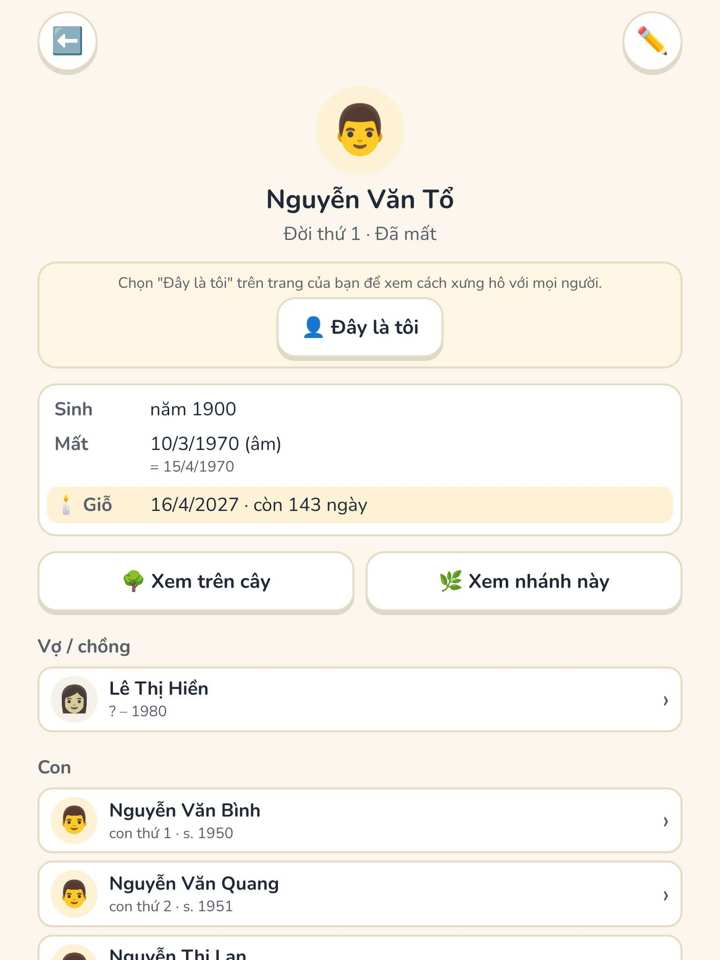 Nguyễn Văn Tổ
Đời thứ 1 · Đã mất
Chọn "Đây là tôi" trên trang của bạn để xem cách xưng hô với mọi người.
Đây là tôi
Sinh năm 1900
Mất 10/3/1970 (âm)
= 15/4/1970
Giỗ 16/4/2027 · còn 143 ngày
Xem trên cây Xem nhánh này
Vợ / chồng
Lê Thị Hiền
? – 1980
Con
Nguyễn Văn Bình
con thứ 1 · s. 1950
Nguyễn Văn Quang
con thứ 2 · s. 1951
Nguyễn Thị Lan